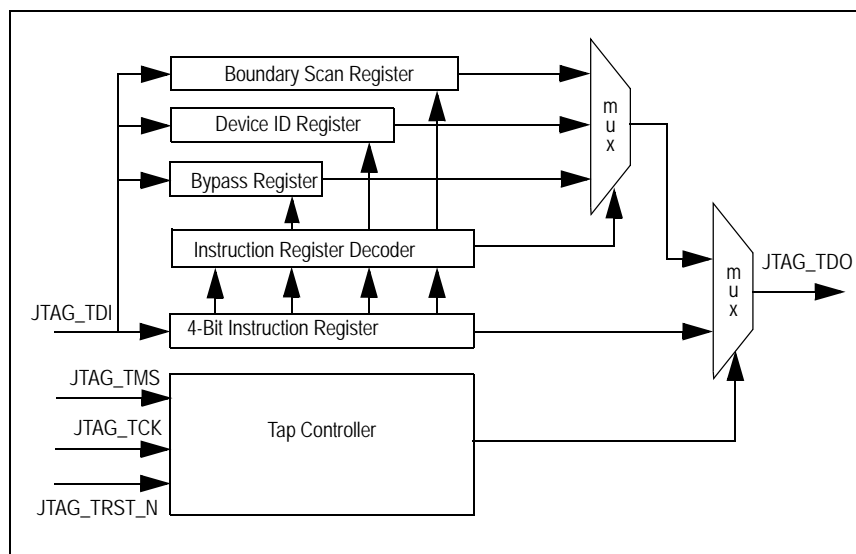 Boundary Scan Register
Device ID Register
Bypass Register
Instruction Register Decoder
4-Bit Instruction Register
Tap Controller
m
u
x
m
u
x
JTAG_TDI
JTAG_TMS
JTAG_TCK
JTAG_TRST_N
JTAG_TDO